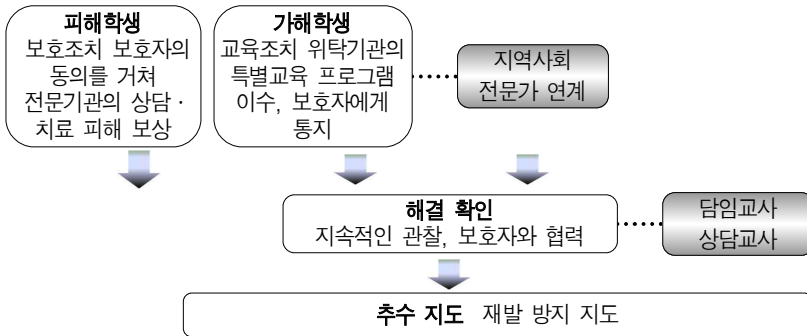 피해학생
보호조치 보호자의
동의를 거쳐
전문기관의 상담·
치료 피해 보상
가해학생
교육조치 위탁기관의
특별교육 프로그램
이수, 보호자에게
통지
지역사회
전문가 연계
해결 확인
지속적인 관찰, 보호자와 협력
담임교사
상담교사
추수 지도 재발 방지 지도